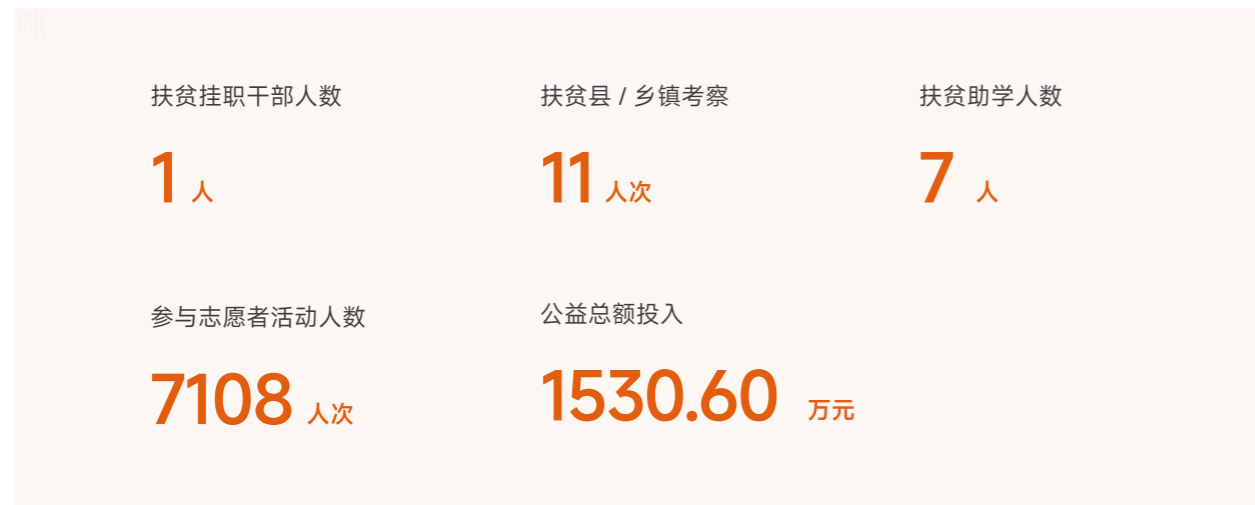 吨
扶贫挂职干部人数
扶贫县 / 乡镇考察
扶贫助学人数
1 人
11 人次
7 人
参与志愿者活动人数
公益总额投入
7108 人次
1530.60 万元